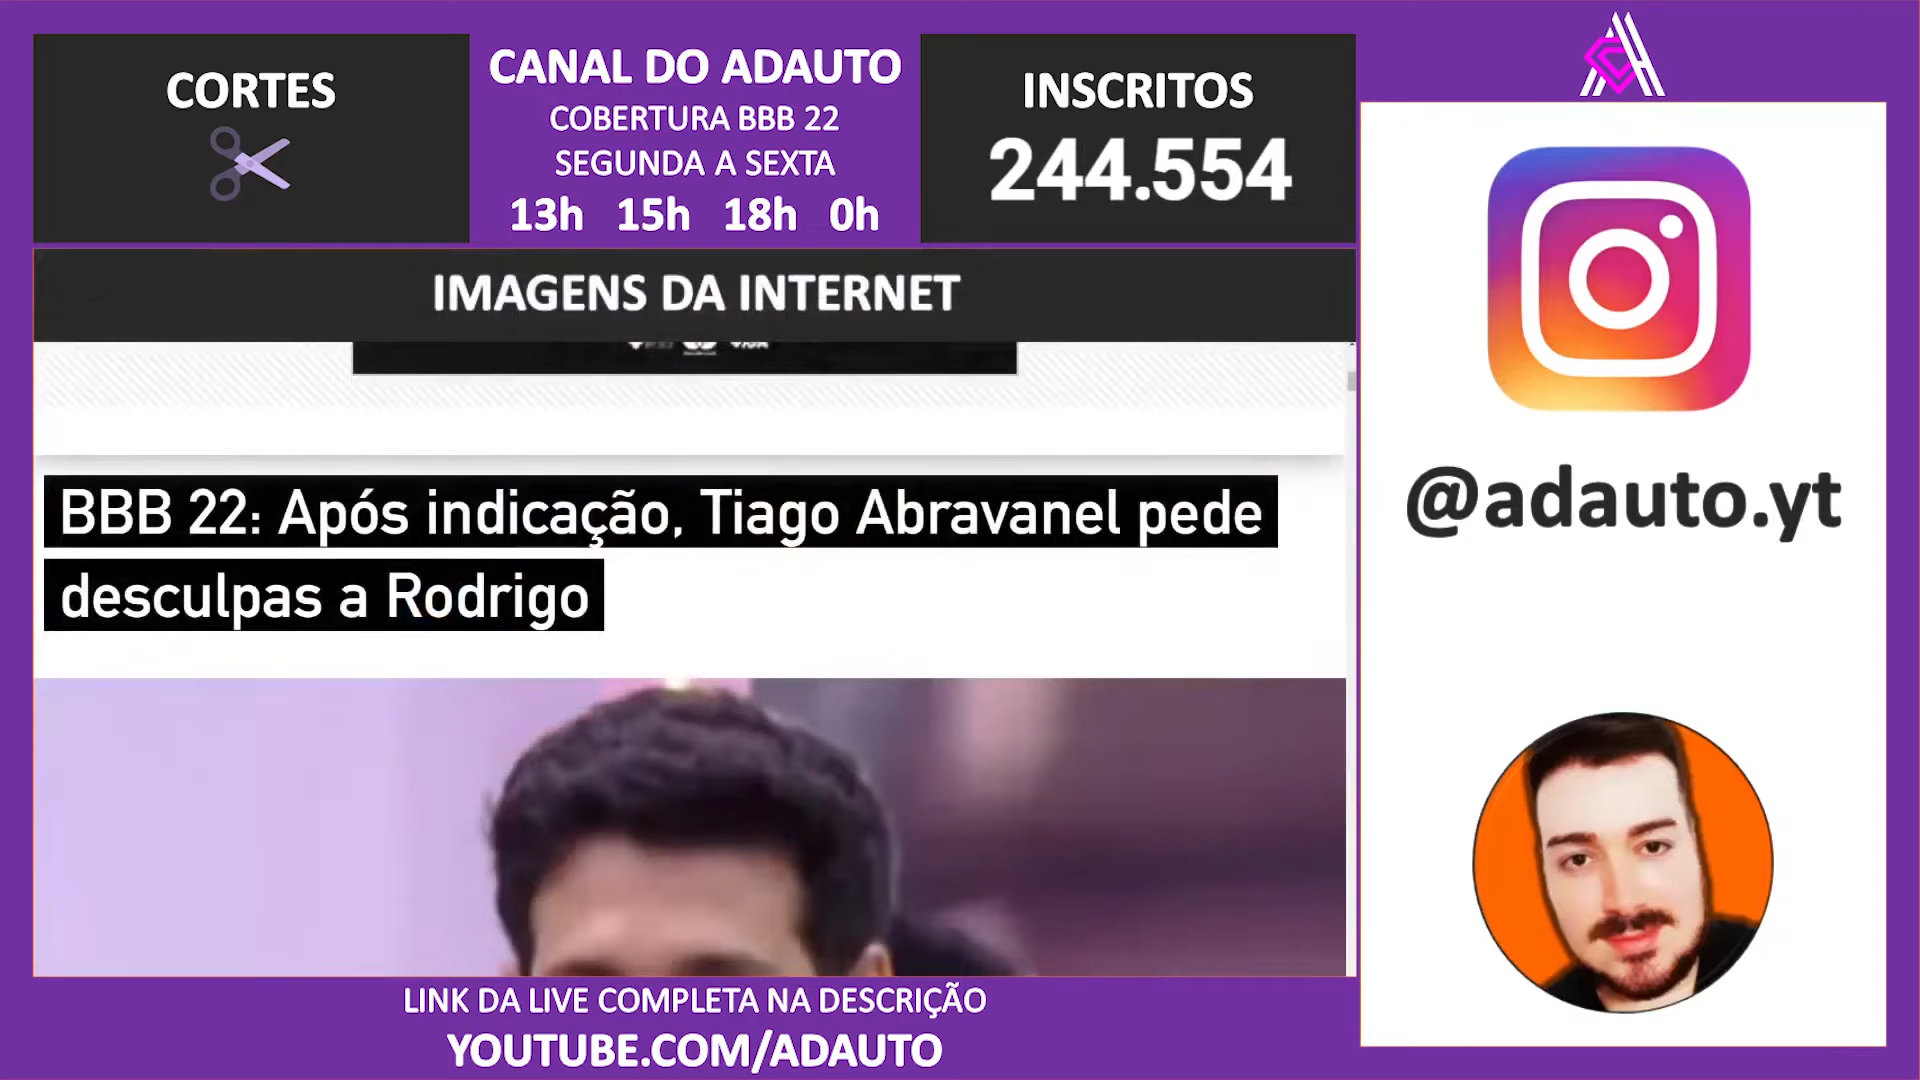 CORTES
CANAL DO ADAUTO
COBERTURA BBB 22
SEGUNDA A SEXTA
13h 15h 18h 0h
INSCRITOS
244.554
IMAGENS DA INTERNET
BBB 22: Após indicação, Tiago Abravanel pede
desculpas a Rodrigo
@adauto.yt
LINK DA LIVE COMPLETA NA DESCRIÇÃO
YOUTUBE.COM/ADAUTO